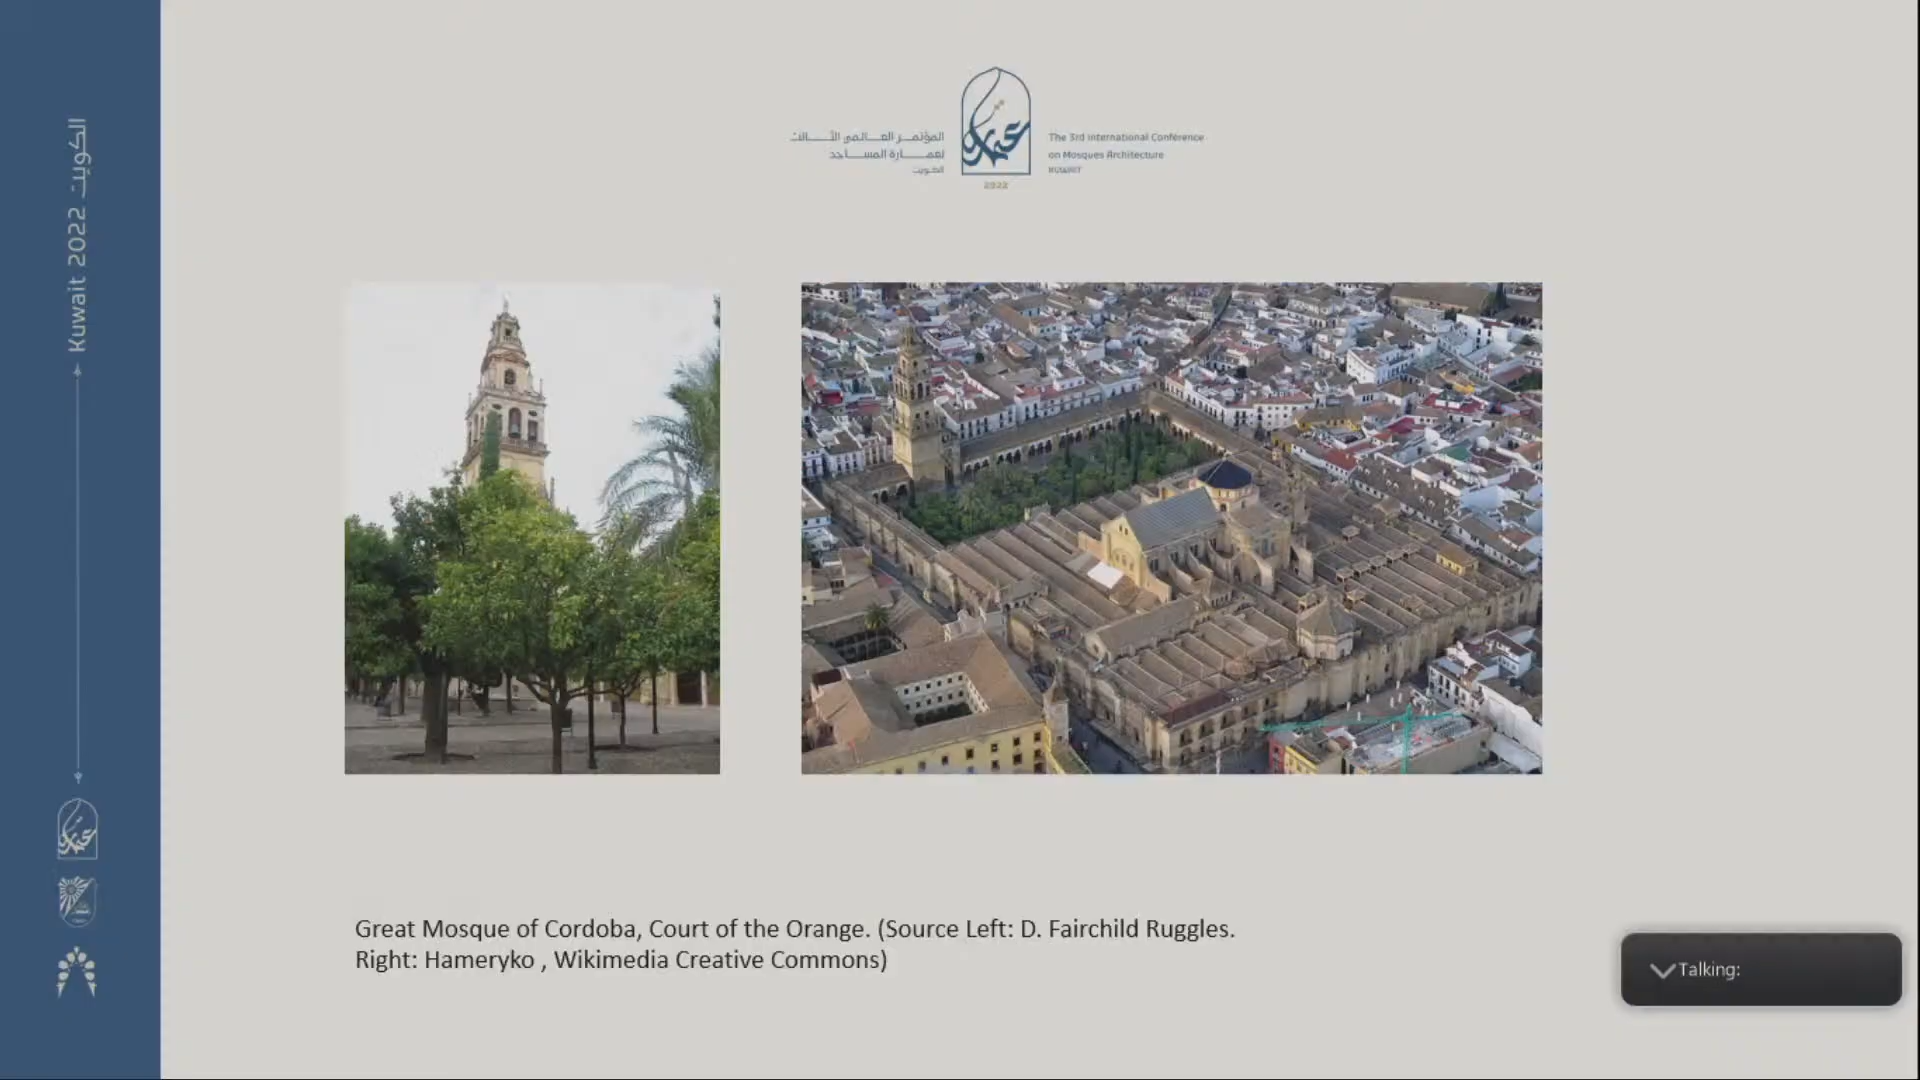 الكويت Kuwait 2022
المؤتمر العالمي الثالث
لعمارة المساجد
الكويت
The 3rd International Conference
on Mosques Architecture
KUWAIT
2022
Great Mosque of Cordoba, Court of the Orange. (Source Left: D. Fairchild Ruggles.
Right: Hameryko , Wikimedia Creative Commons)
Talking: